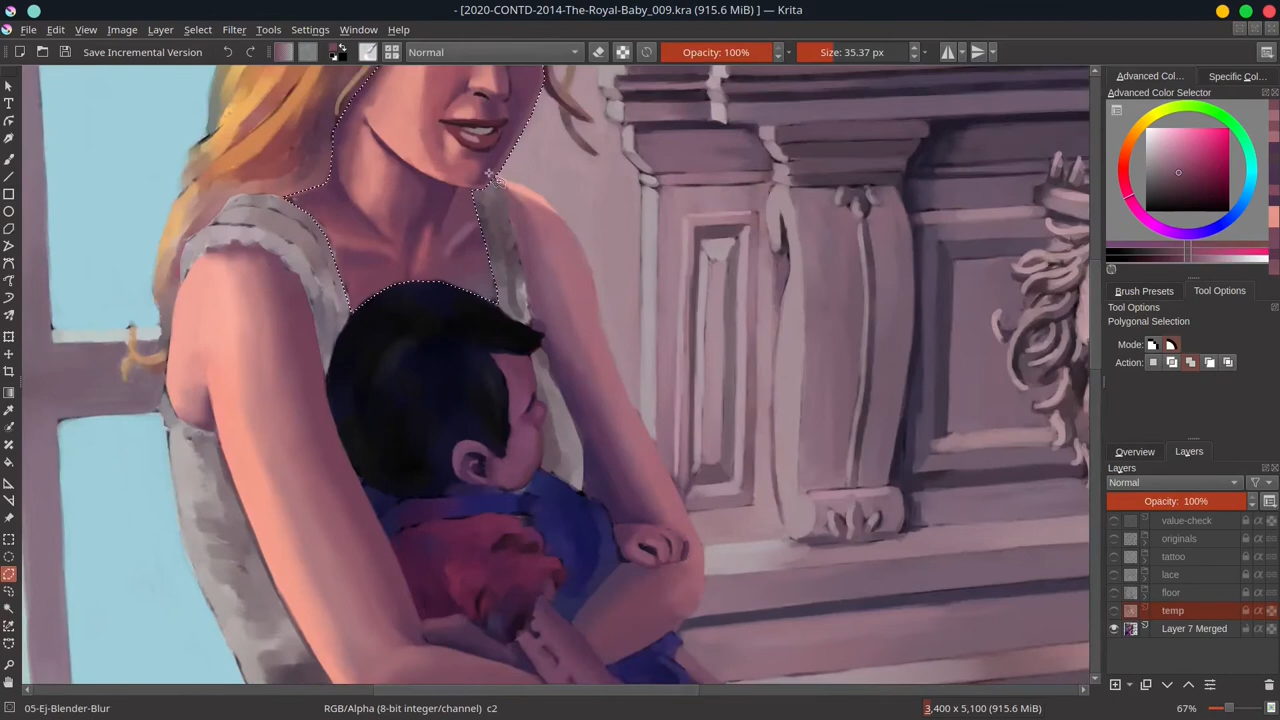 - [2020-CONTD-2014-The-Royal-Baby_009.kra (915.6 MiB) ] — Krita
File Edit View Image Layer Select Filter Tools Settings Window Help
Save Incremental Version Normal Opacity: 100% Size: 35.37 px
Advanced Col... Specific Co...
Advanced Color Selector
Brush Presets Tool Options
Tool Options
Polygonal Selection
Mode:
Action:
Overview Layers
Layers
Normal
Opacity: 100%
value-check
originals
tattoo
lace
floor
temp
Layer 7 Merged
05-Ej-Blender-Blur RGB/Alpha (8-bit integer/channel) c2 3,400 x 5,100 (915.6 MiB) 67%